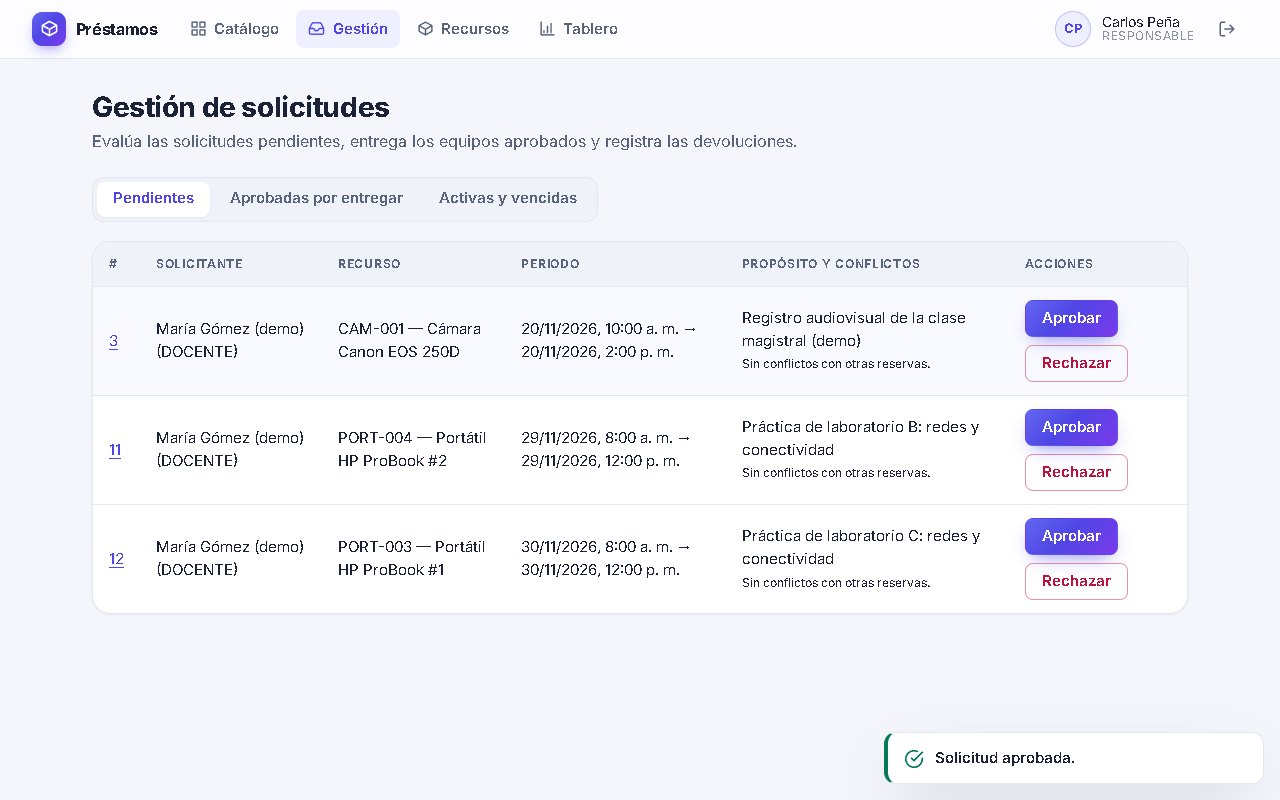 Préstamos
Catálogo
Gestión
Recursos
Tablero
CP
Carlos Peña
RESPONSABLE
Gestión de solicitudes
Evalúa las solicitudes pendientes, entrega los equipos aprobados y registra las devoluciones.
Pendientes
Aprobadas por entregar
Activas y vencidas
# SOLICITANTE RECURSO PERIODO PROPÓSITO Y CONFLICTOS ACCIONES
3
María Gómez (demo)
(DOCENTE)
CAM-001 — Cámara
Canon EOS 250D
20/11/2026, 10:00 a. m. →
20/11/2026, 2:00 p. m.
Registro audiovisual de la clase
magistral (demo)
Sin conflictos con otras reservas.
Aprobar
Rechazar
11
María Gómez (demo)
(DOCENTE)
PORT-004 — Portátil
HP ProBook #2
29/11/2026, 8:00 a. m. →
29/11/2026, 12:00 p. m.
Práctica de laboratorio B: redes y
conectividad
Sin conflictos con otras reservas.
Aprobar
Rechazar
12
María Gómez (demo)
(DOCENTE)
PORT-003 — Portátil
HP ProBook #1
30/11/2026, 8:00 a. m. →
30/11/2026, 12:00 p. m.
Práctica de laboratorio C: redes y
conectividad
Sin conflictos con otras reservas.
Aprobar
Rechazar
Solicitud aprobada.